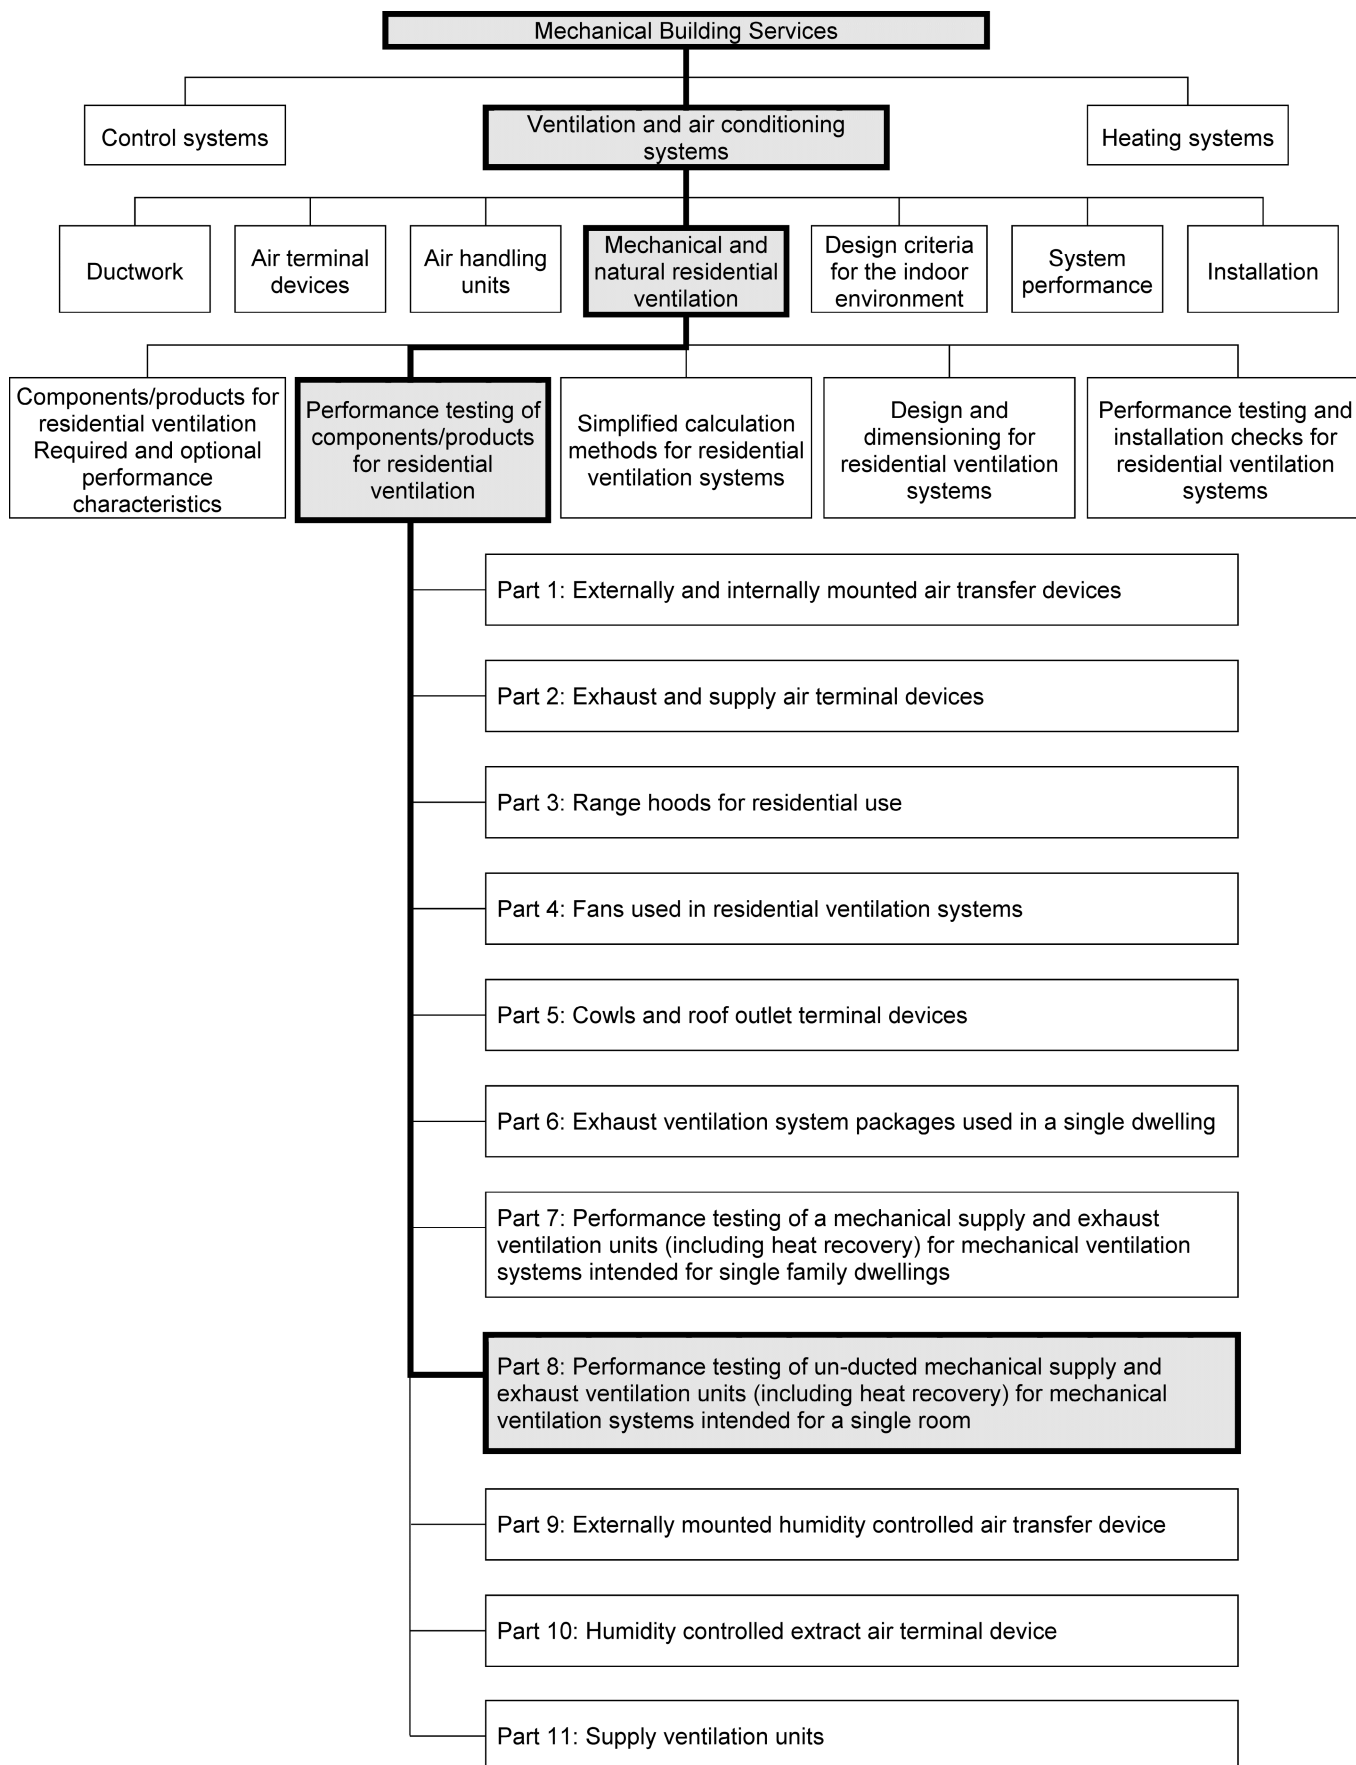 Mechanical Building Services
Control systems
Ventilation and air conditioning
systems
Heating systems
Ductwork
Air terminal
devices
Air handling
units
Mechanical and
natural residential
ventilation
Design criteria
for the indoor
environment
System
performance
Installation
Components/products for
residential ventilation
Required and optional
performance
characteristics
Performance testing of
components/products
for residential
ventilation
Simplified calculation
methods for residential
ventilation systems
Design and
dimensioning for
residential ventilation
systems
Performance testing and
installation checks for
residential ventilation
systems
Part 1: Externally and internally mounted air transfer devices
Part 2: Exhaust and supply air terminal devices
Part 3: Range hoods for residential use
Part 4: Fans used in residential ventilation systems
Part 5: Cowls and roof outlet terminal devices
Part 6: Exhaust ventilation system packages used in a single dwelling
Part 7: Performance testing of a mechanical supply and exhaust
ventilation units (including heat recovery) for mechanical ventilation
systems intended for single family dwellings
Part 8: Performance testing of un-ducted mechanical supply and
exhaust ventilation units (including heat recovery) for mechanical
ventilation systems intended for a single room
Part 9: Externally mounted humidity controlled air transfer device
Part 10: Humidity controlled extract air terminal device
Part 11: Supply ventilation units